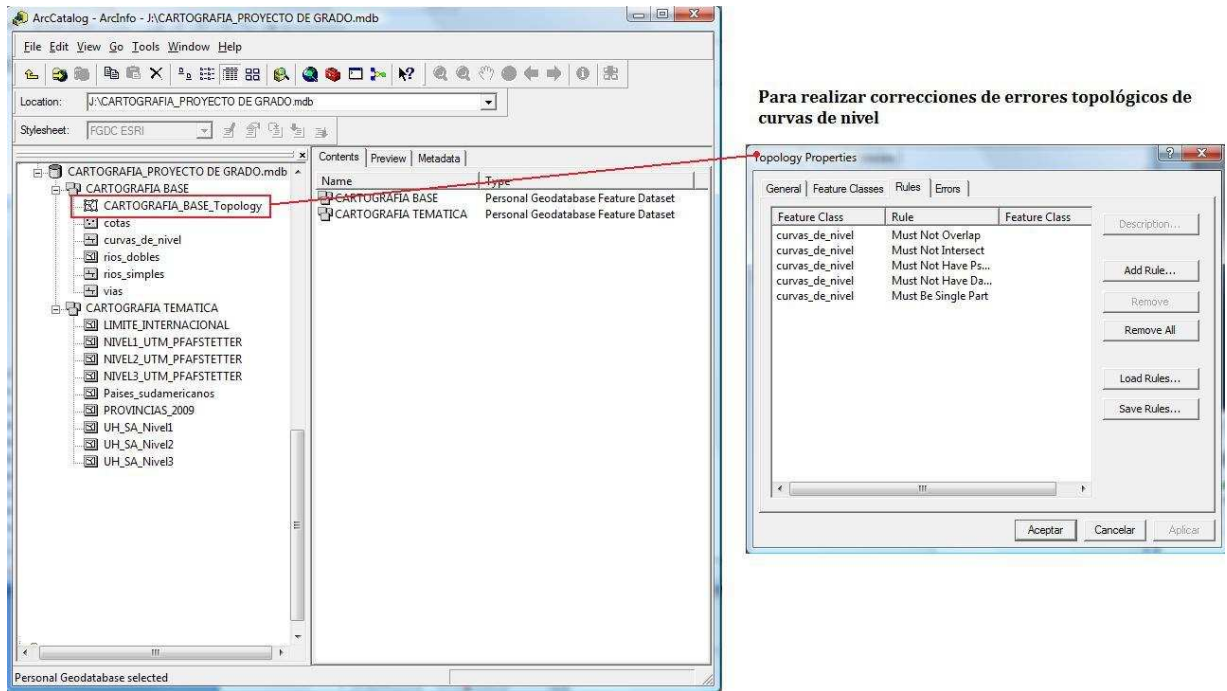 ArcCatalog - ArcInfo - J:\CARTOGRAFIA_PROYECTO DE GRADO.mdb
File Edit View Go Tools Window Help
Location: J:\CARTOGRAFIA_PROYECTO DE GRADO.mdb
Stylesheet: FGDC ESRI
CARTOGRAFIA_PROYECTO DE GRADO.mdb
CARTOGRAFIA BASE
CARTOGRAFIA_BASE_Topology
cotas
curvas_de_nivel
rios_dobles
rios_simples
vias
CARTOGRAFIA TEMATICA
LIMITE_INTERNACIONAL
NIVEL1_UTM_PFAFSTETTER
NIVEL2_UTM_PFAFSTETTER
NIVEL3_UTM_PFAFSTETTER
Paises_sudamericanos
PROVINCIAS_2009
UH_SA_Nivel1
UH_SA_Nivel2
UH_SA_Nivel3
Contents Preview Metadata
Name Type
CARTOGRAFIA BASE Personal Geodatabase Feature Dataset
CARTOGRAFIA TEMATICA Personal Geodatabase Feature Dataset
Personal Geodatabase selected
Para realizar correcciones de errores topológicos de
curvas de nivel
Topology Properties
General Feature Classes Rules Errors
Feature Class Rule Feature Class
curvas_de_nivel Must Not Overlap
curvas_de_nivel Must Not Intersect
curvas_de_nivel Must Not Have Ps...
curvas_de_nivel Must Not Have Da...
curvas_de_nivel Must Be Single Part
Description...
Add Rule...
Remove
Remove All
Load Rules...
Save Rules...
Aceptar Cancelar Aplicar